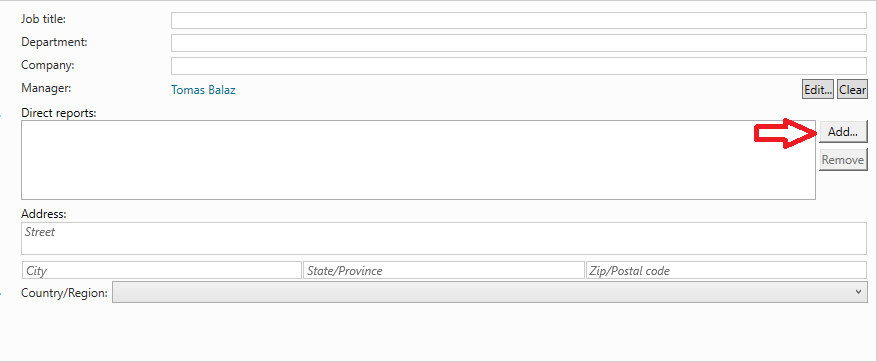 Job title:
Department:
Company:
Manager: Tomas Balaz Edit... Clear
Direct reports:
Add...
Remove
Address:
Street
City State/Province Zip/Postal code
Country/Region: